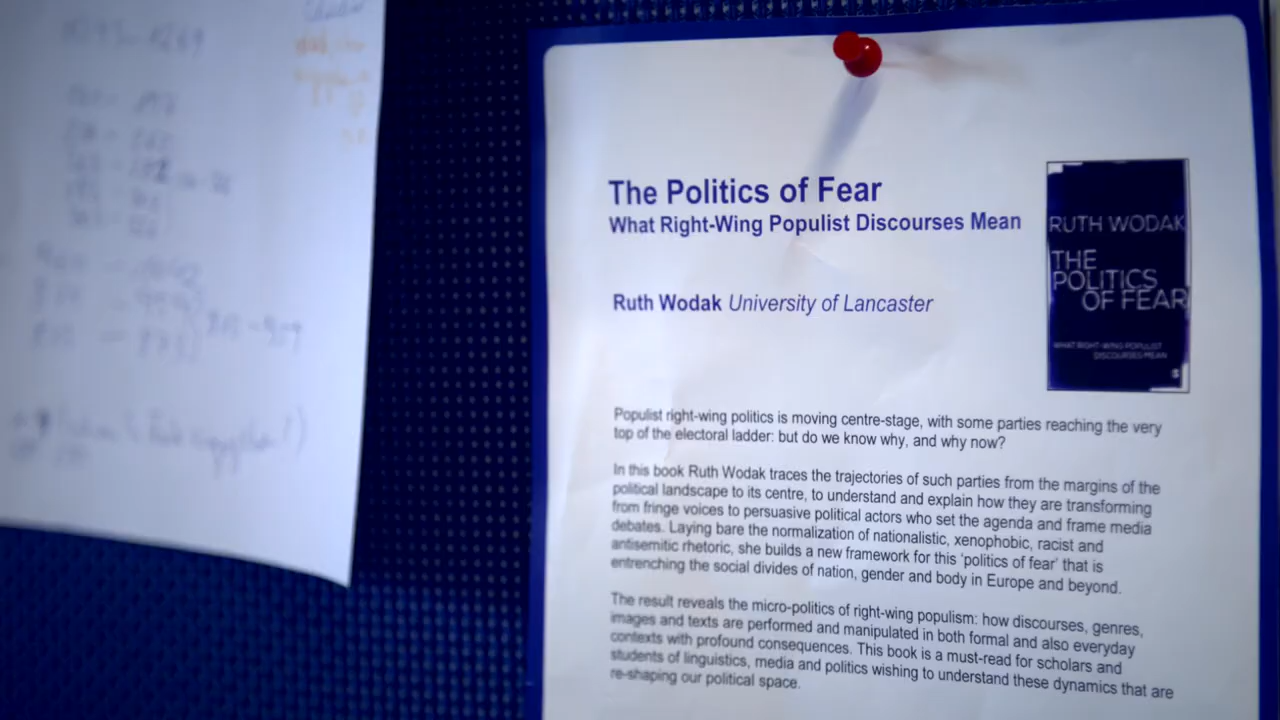 The Politics of Fear
What Right-Wing Populist Discourses Mean
Ruth Wodak University of Lancaster
RUTH WODAK
THE
POLITICS
OF FEAR
WHAT RIGHT-WING POPULIST
DISCOURSES MEAN
Populist right-wing politics is moving centre-stage, with some parties reaching the very
top of the electoral ladder: but do we know why, and why now?
In this book Ruth Wodak traces the trajectories of such parties from the margins of the
political landscape to its centre, to understand and explain how they are transforming
from fringe voices to persuasive political actors who set the agenda and frame media
debates. Laying bare the normalization of nationalistic, xenophobic, racist and
antisemitic rhetoric, she builds a new framework for this 'politics of fear' that is
entrenching the social divides of nation, gender and body in Europe and beyond.
The result reveals the micro-politics of right-wing populism: how discourses, genres,
images and texts are performed and manipulated in both formal and also everyday
contexts with profound consequences. This book is a must-read for scholars and
students of linguistics, media and politics wishing to understand these dynamics that are
re-shaping our political space.